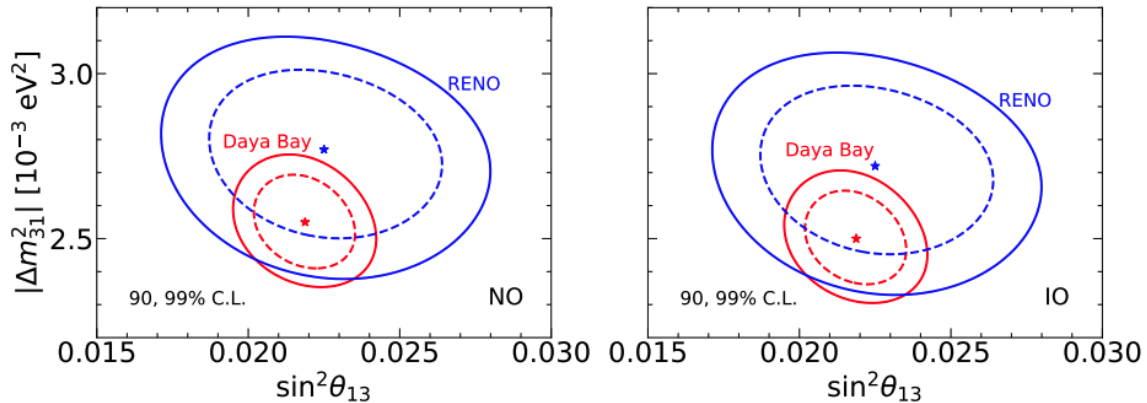 |Δm²₃₁| [10⁻³ eV²]
3.0
2.5
RENO
Daya Bay
90, 99% C.L.
NO
0.015 0.020 0.025 0.030
sin²θ₁₃
RENO
Daya Bay
90, 99% C.L.
IO
0.015 0.020 0.025 0.030
sin²θ₁₃